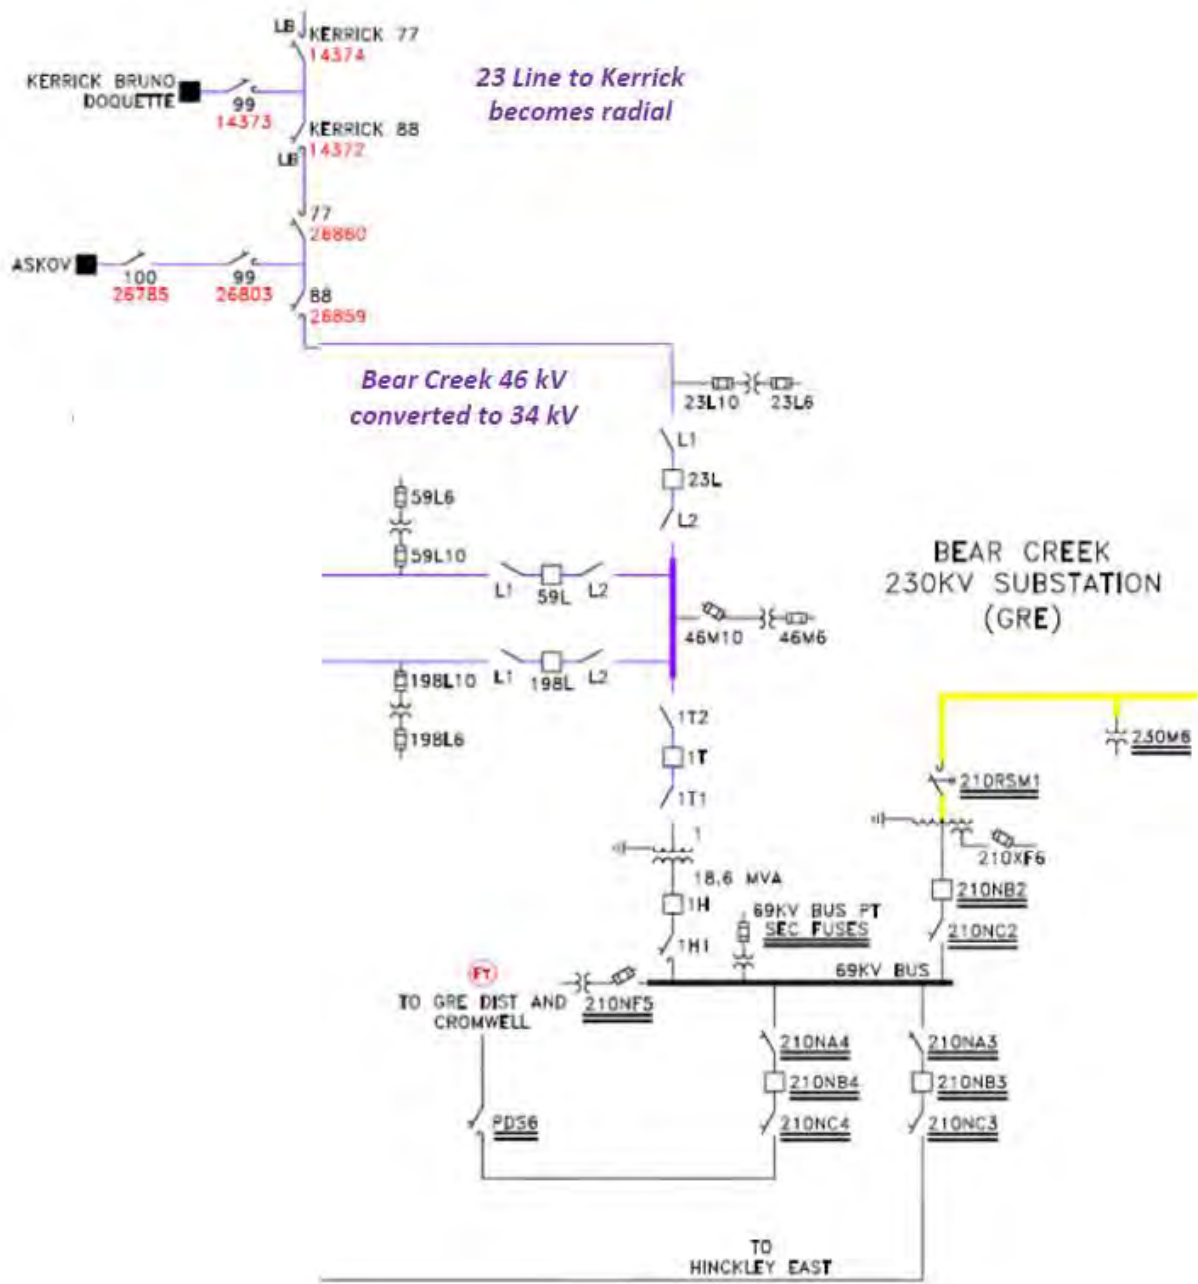 LB
KERRICK 77
14374
KERRICK BRUNO
DOQUETTE
99
14373
23 Line to Kerrick
becomes radial
KERRICK 88
14372
LB
77
26860
ASKOV
100
26785
99
26803
88
26859
Bear Creek 46 kV
converted to 34 kV
23L10
23L6
L1
23L
L2
59L6
59L10
L1
59L
L2
BEAR CREEK
230KV SUBSTATION
(GRE)
46M10
46M6
198L10
L1
198L
L2
198L6
1T2
1T
1T1
230M6
210RSM1
1
18.6 MVA
210XF6
1H
210NB2
69KV BUS PT
SEC FUSES
1H1
210NC2
69KV BUS
FT
TO GRE DIST AND
CROMWELL
210NF5
210NA4
210NA3
210NB4
210NB3
PDS6
210NC4
210NC3
TO
HINCKLEY EAST